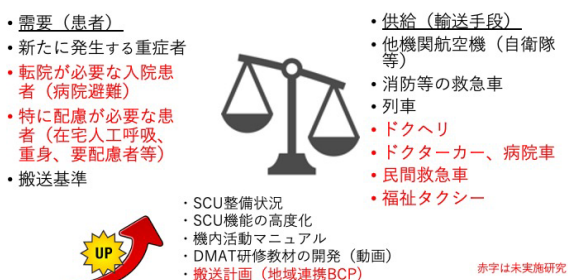 • 需要（患者）
• 新たに発生する重症者
• 転院が必要な入院患
者（病院避難）
• 特に配慮が必要な患
者（在宅人工呼吸、
重身、要配慮者等）
• 搬送基準
• 供給（輸送手段）
• 他機関航空機（自衛隊
等）
• 消防等の救急車
• 列車
• ドクヘリ
• ドクターカー、病院車
• 民間救急車
• 福祉タクシー
UP
・SCU整備状況
・SCU機能の高度化
・機内活動マニュアル
・DMAT研修教材の開発（動画）
・搬送計画（地域連携BCP）
赤字は未実施研究